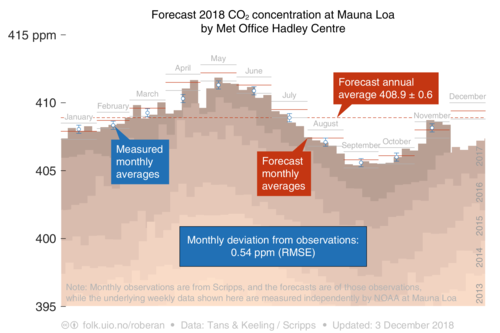 Forecast 2018 CO₂ concentration at Mauna Loa
by Met Office Hadley Centre
415 ppm
May
April
June
Forecast annual
average 408.9 ± 0.6
March
July
December
February
410
January
November
August
Measured
monthly
averages
Forecast
monthly
averages
September
October
405
2017
2016
2015
2014
2013
400
Monthly deviation from observations:
0.54 ppm (RMSE)
Note: Monthly observations are from Scripps, and the forecasts are of those observations,
while the underlying weekly data shown here are measured independently by NOAA at Mauna Loa
395
folk.uio.no/roberan • Data: Tans & Keeling / Scripps • Updated: 3 December 2018